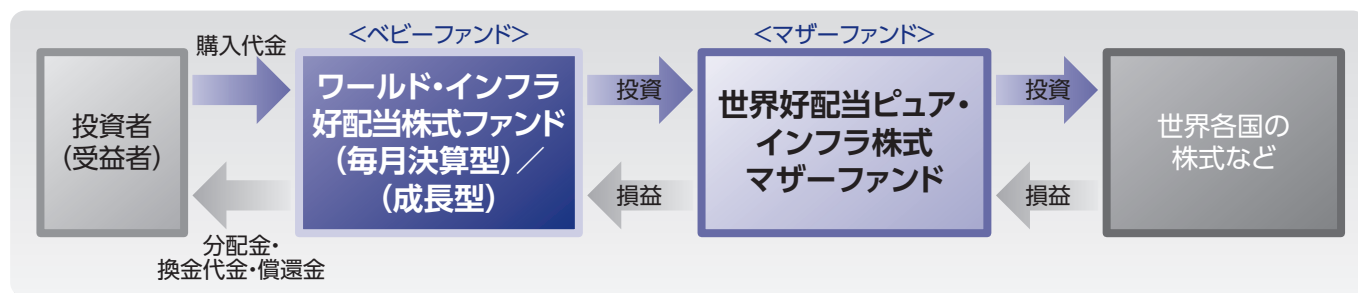 投資者
(受益者)
購入代金
分配金・
換金代金・償還金
<ベビーファンド>
ワールド・インフラ
好配当株式ファンド
(毎月決算型)/
(成長型)
投資
損益
<マザーファンド>
世界好配当ピュア・
インフラ株式
マザーファンド
投資
損益
世界各国の
株式など